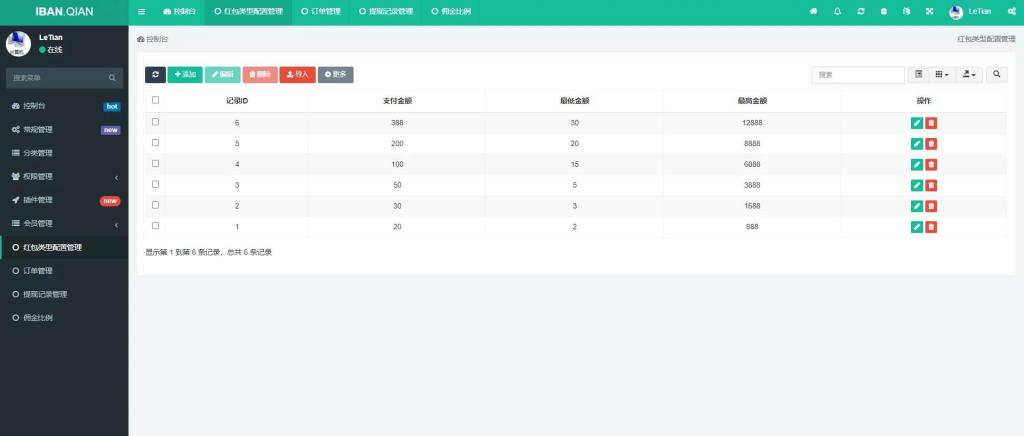 IBAN.QIAN
控制台
红包类型配置管理
订单管理
提现记录管理
佣金比例
LeTian
LeTian
在线
搜索菜单
控制台 hot
常规管理 new
分类管理
权限管理
插件管理 new
会员管理
红包类型配置管理
订单管理
提现记录管理
佣金比例
控制台 红包类型配置管理
添加 编辑 删除 导入 更多 搜索
记录ID 支付金额 最低金额 最高金额 操作
6 388 30 12888
5 200 20 8888
4 100 15 6888
3 50 5 3888
2 30 3 1688
1 20 2 888
显示第 1 到第 6 条记录，总共 6 条记录